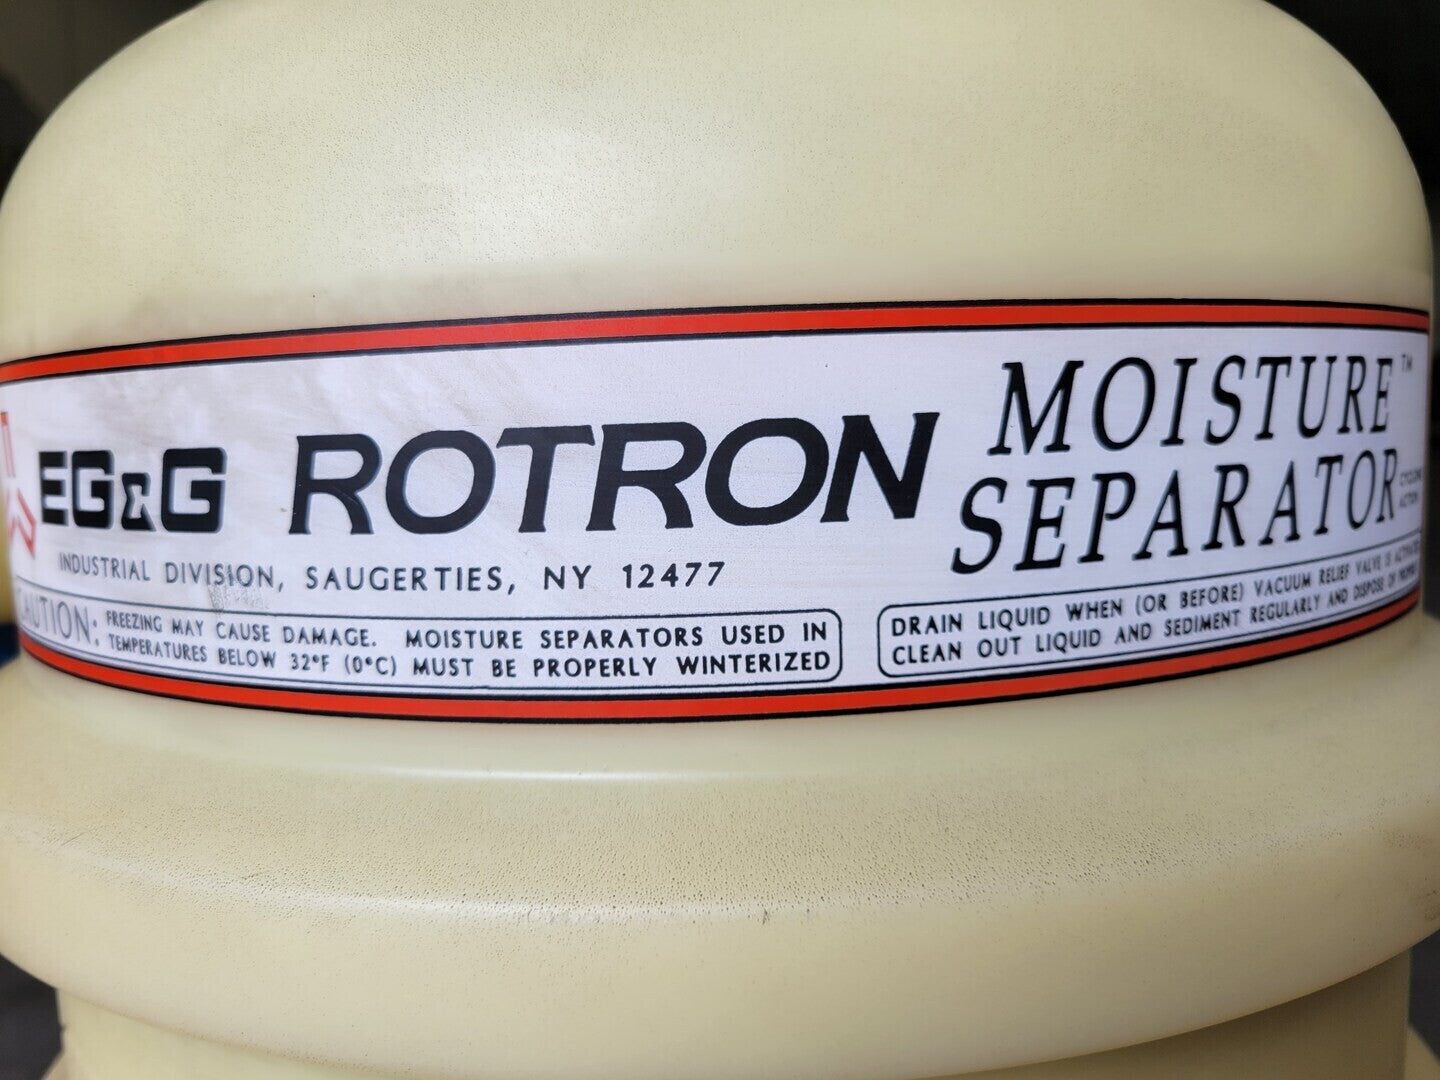 EG&G ROTRON
MOISTURE™
SEPARATOR
CYCLONE
ACTION
INDUSTRIAL DIVISION, SAUGERTIES, NY 12477
CAUTION: FREEZING MAY CAUSE DAMAGE. MOISTURE SEPARATORS USED IN
TEMPERATURES BELOW 32°F (0°C) MUST BE PROPERLY WINTERIZED
DRAIN LIQUID WHEN (OR BEFORE) VACUUM RELIEF VALVE IS
CLEAN OUT LIQUID AND SEDIMENT REGULARLY AND DISPOSE OF